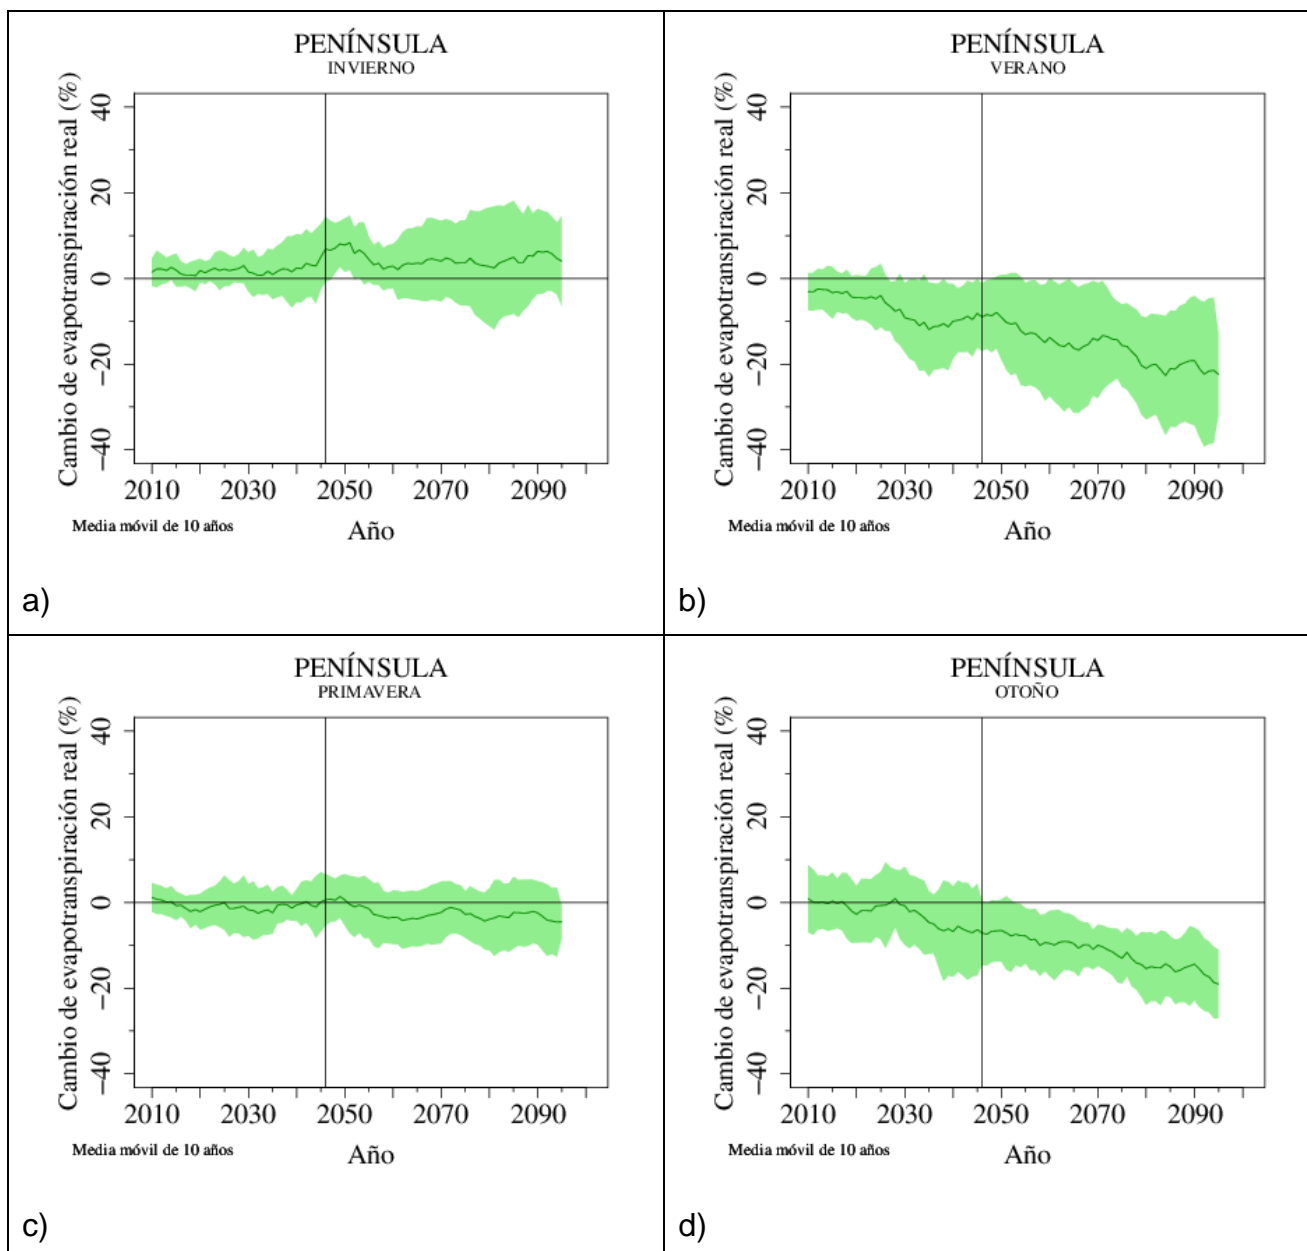 PENÍNSULA
INVIERNO
Cambio de evapotranspiración real (%)
40
20
0
−20
−40
2010 2030 2050 2070 2090
Media móvil de 10 años
Año
a)
PENÍNSULA
VERANO
Cambio de evapotranspiración real (%)
40
20
0
−20
−40
2010 2030 2050 2070 2090
Media móvil de 10 años
Año
b)
PENÍNSULA
PRIMAVERA
Cambio de evapotranspiración real (%)
40
20
0
−20
−40
2010 2030 2050 2070 2090
Media móvil de 10 años
Año
c)
PENÍNSULA
OTOÑO
Cambio de evapotranspiración real (%)
40
20
0
−20
−40
2010 2030 2050 2070 2090
Media móvil de 10 años
Año
d)